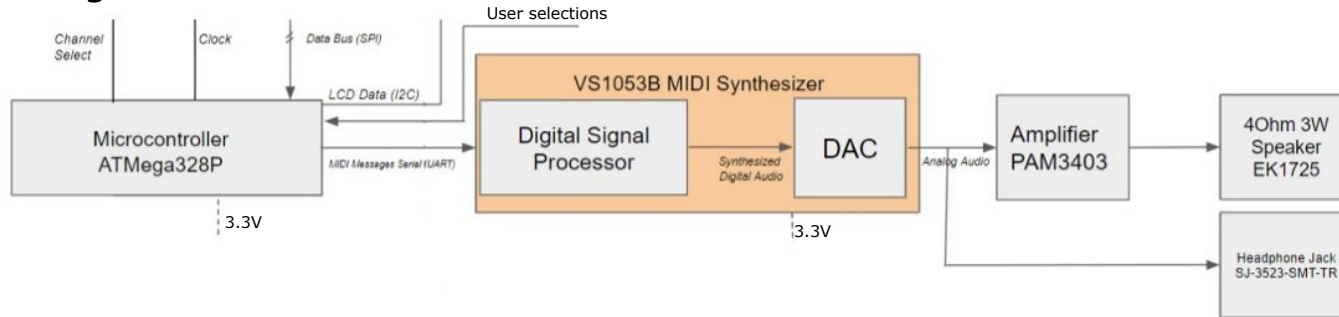 User selections
Channel
Select
Clock
Data Bus (SPI)
LCD Data (I2C)
Microcontroller
ATMega328P
MIDI Messages Serial (UART)
3.3V
VS1053B MIDI Synthesizer
Digital Signal
Processor
Synthesized
Digital Audio
DAC
3.3V
Analog Audio
Amplifier
PAM3403
4Ohm 3W
Speaker
EK1725
Headphone Jack
SJ-3523-SMT-TR